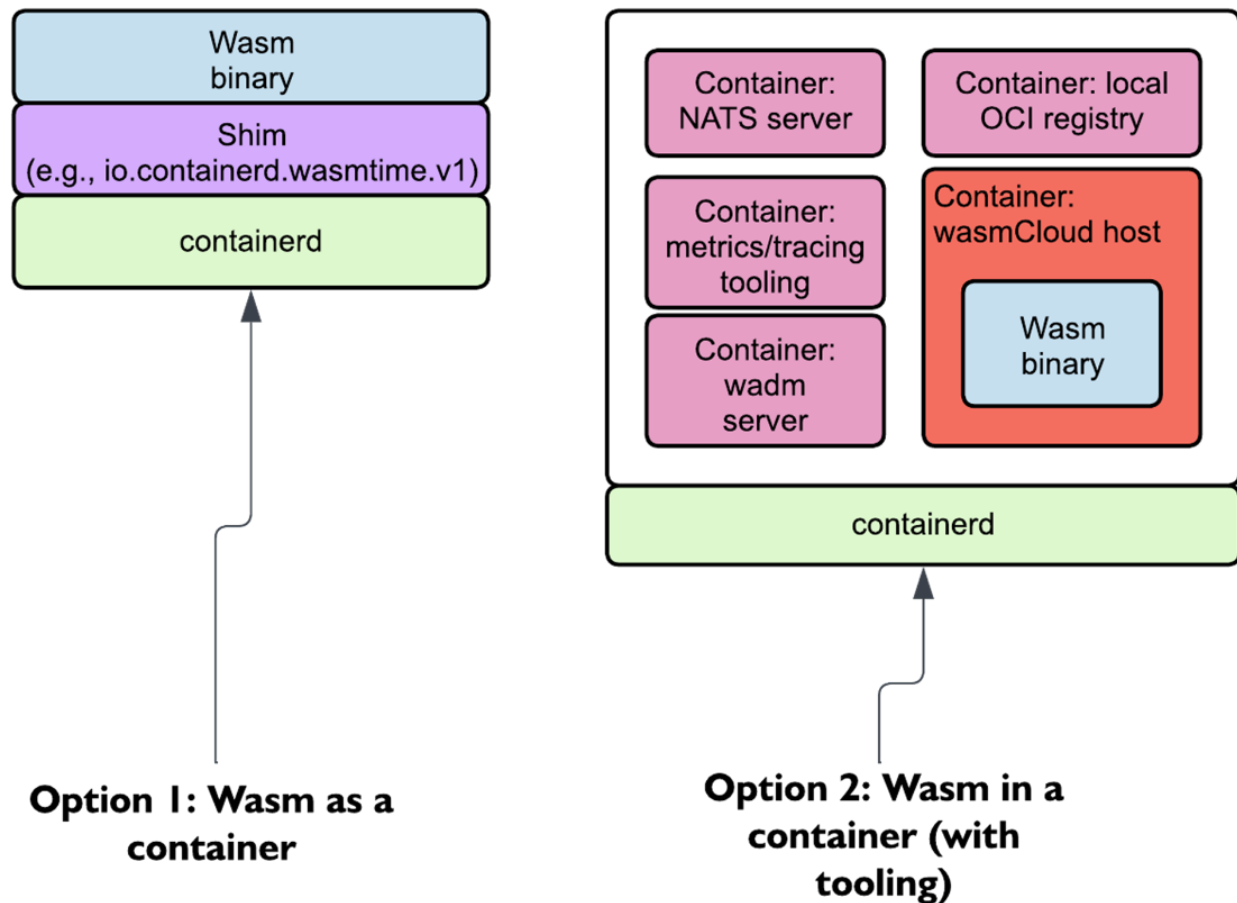 Wasm
binary
Shim
(e.g., io.containerd.wasmtime.v1)
containerd
Option 1: Wasm as a
container
Container:
NATS server
Container: local
OCI registry
Container:
metrics/tracing
tooling
Container:
wasmCloud host
Wasm
binary
Container:
wadm
server
containerd
Option 2: Wasm in a
container (with
tooling)